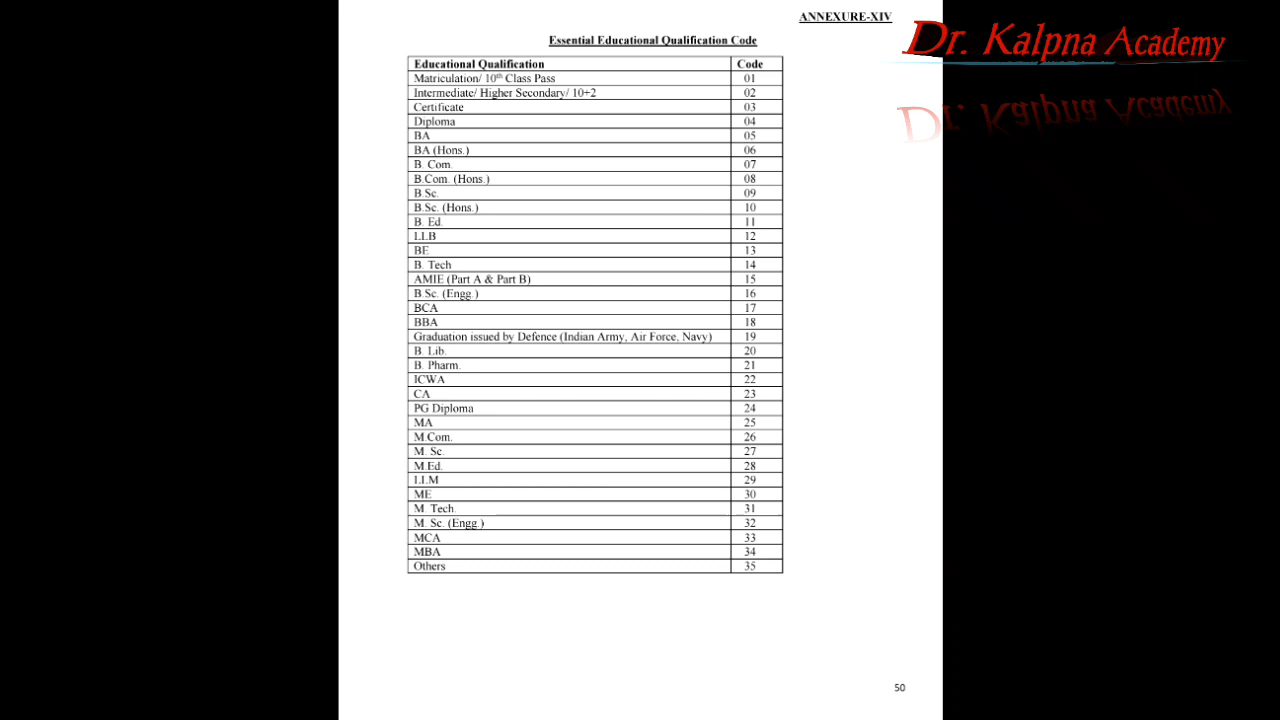 ANNEXURE-XIV
Dr. Kalpna Academy
Essential Educational Qualification Code
Educational Qualification Code
Matriculation/ 10th Class Pass 01
Intermediate/ Higher Secondary/ 10+2 02
Certificate 03
Diploma 04
BA 05
BA (Hons.) 06
B. Com. 07
B.Com. (Hons.) 08
B.Sc. 09
B.Sc. (Hons.) 10
B. Ed. 11
LLB 12
BE 13
B. Tech 14
AMIE (Part A & Part B) 15
B.Sc. (Engg.) 16
BCA 17
BBA 18
Graduation issued by Defence (Indian Army, Air Force, Navy) 19
B. Lib. 20
B. Pharm. 21
ICWA 22
CA 23
PG Diploma 24
MA 25
M.Com. 26
M. Sc. 27
M.Ed. 28
LLM 29
ME 30
M. Tech. 31
M. Sc. (Engg.) 32
MCA 33
MBA 34
Others 35
50